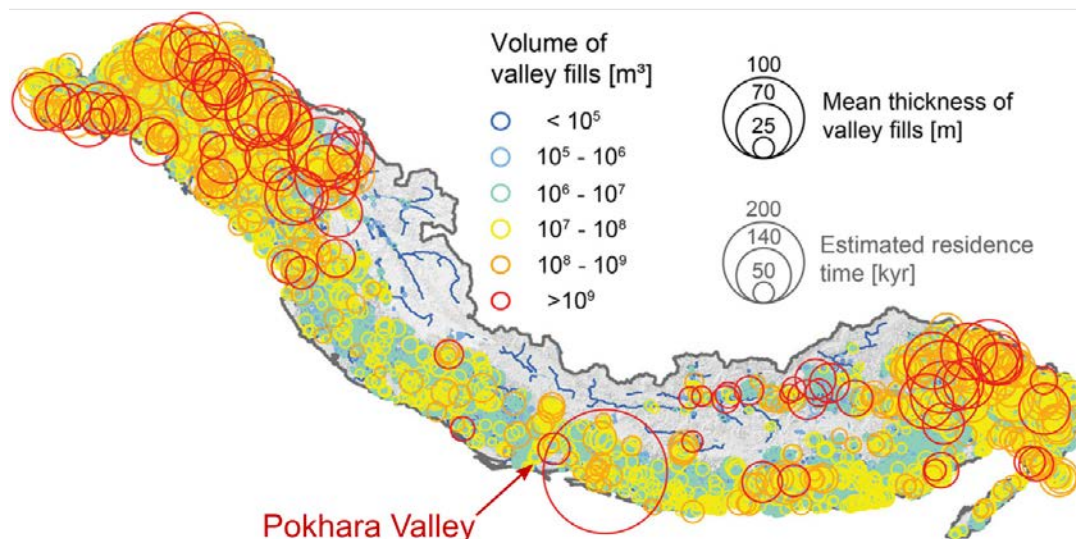 Volume of
valley fills [m³]
< 10⁵
10⁵ - 10⁶
10⁶ - 10⁷
10⁷ - 10⁸
10⁸ - 10⁹
>10⁹
100
70
25
Mean thickness of
valley fills [m]
200
140
50
Estimated residence
time [kyr]
Pokhara Valley